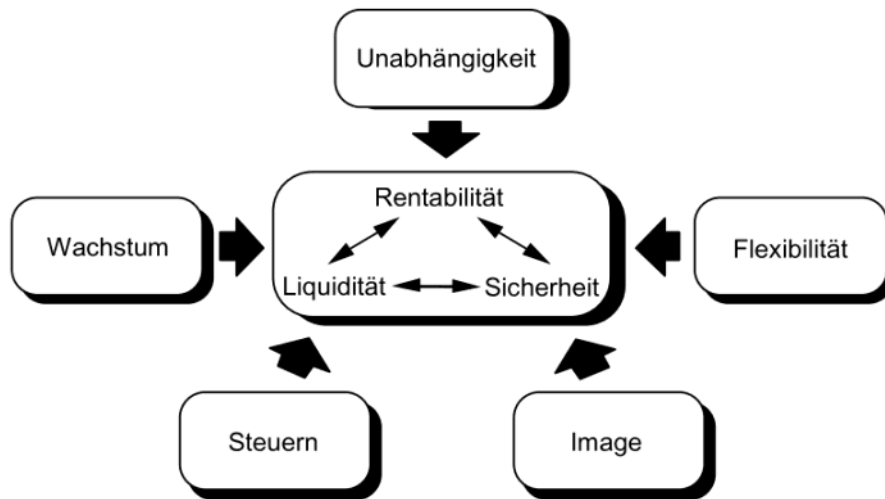 Unabhängigkeit
Rentabilität
Wachstum
Flexibilität
Liquidität
Sicherheit
Steuern
Image